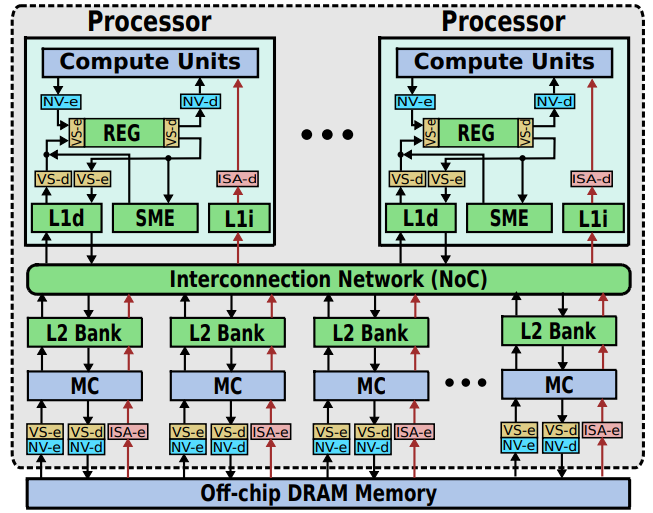 Processor Processor
Compute Units Compute Units
NV-e NV-d NV-e NV-d
VS-e REG VS-d VS-e REG VS-d
VS-d VS-e ISA-d VS-d VS-e ISA-d
L1d SME L1i L1d SME L1i
Interconnection Network (NoC)
L2 Bank L2 Bank L2 Bank L2 Bank
MC MC MC MC
VS-e VS-d ISA-e VS-e VS-d ISA-e VS-e VS-d ISA-e VS-e VS-d ISA-e
NV-e NV-d NV-e NV-d NV-e NV-d NV-e NV-d
Off-chip DRAM Memory